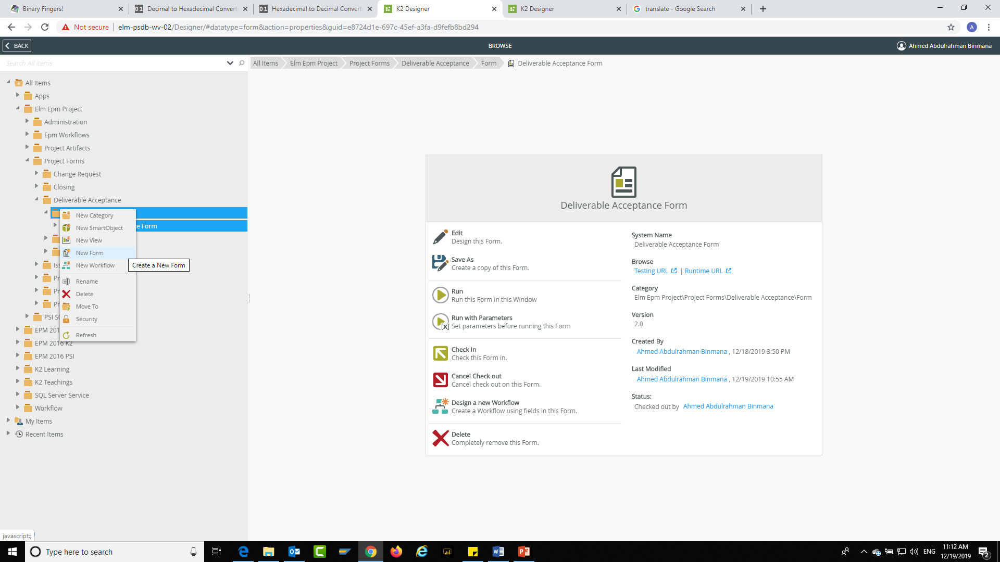 Binary Fingers!
Decimal to Hexadecimal Convert
Hexadecimal to Decimal Convert
K2 Designer
K2 Designer
translate - Google Search
Not secure
elm-psdb-wv-02/Designer/#datatype=form&action=properties&guid=e8724d1e-697c-45ef-a3fa-d9fefb8bd294
A
BACK
BROWSE
Ahmed Abdulrahman Binmana
Search All Items
All Items
Elm Epm Project
Project Forms
Deliverable Acceptance
Form
Deliverable Acceptance Form
All Items
Apps
Elm Epm Project
Administration
Epm Workflows
Project Artifacts
Project Forms
Change Request
Closing
Deliverable Acceptance
New Category
New SmartObject
e Form
New View
New Form
New Workflow
Create a New Form
Rename
Delete
Move To
Security
Refresh
EPM 2016 K2
EPM 2016 PSI
K2 Learning
K2 Teachings
SQL Server Service
Workflow
My Items
Recent Items
Deliverable Acceptance Form
Edit
Design this Form.
Save As
Create a copy of this Form.
Run
Run this Form in this Window
Run with Parameters
Set parameters before running this Form
Check In
Check this Form in.
Cancel Check out
Cancel check out on this Form.
Design a new Workflow
Create a Workflow using fields in this Form.
Delete
Completely remove this Form.
System Name
Deliverable Acceptance Form
Browse
Testing URL | Runtime URL
Category
Elm Epm Project\Project Forms\Deliverable Acceptance\Form
Version
2.0
Created By
Ahmed Abdulrahman Binmana , 12/18/2019 3:50 PM
Last Modified
Ahmed Abdulrahman Binmana , 12/19/2019 10:55 AM
Status:
Checked out by Ahmed Abdulrahman Binmana
javascript:;
Type here to search
ENG
11:12 AM
12/19/2019
2